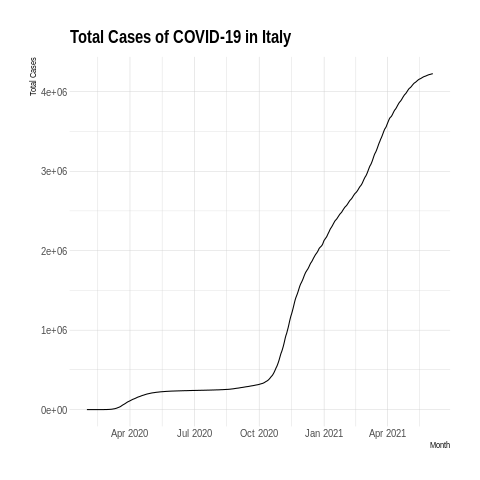 Total Cases of COVID-19 in Italy
Total Cases
4e+06
3e+06
2e+06
1e+06
0e+00
Apr 2020 Jul 2020 Oct 2020 Jan 2021 Apr 2021
Month